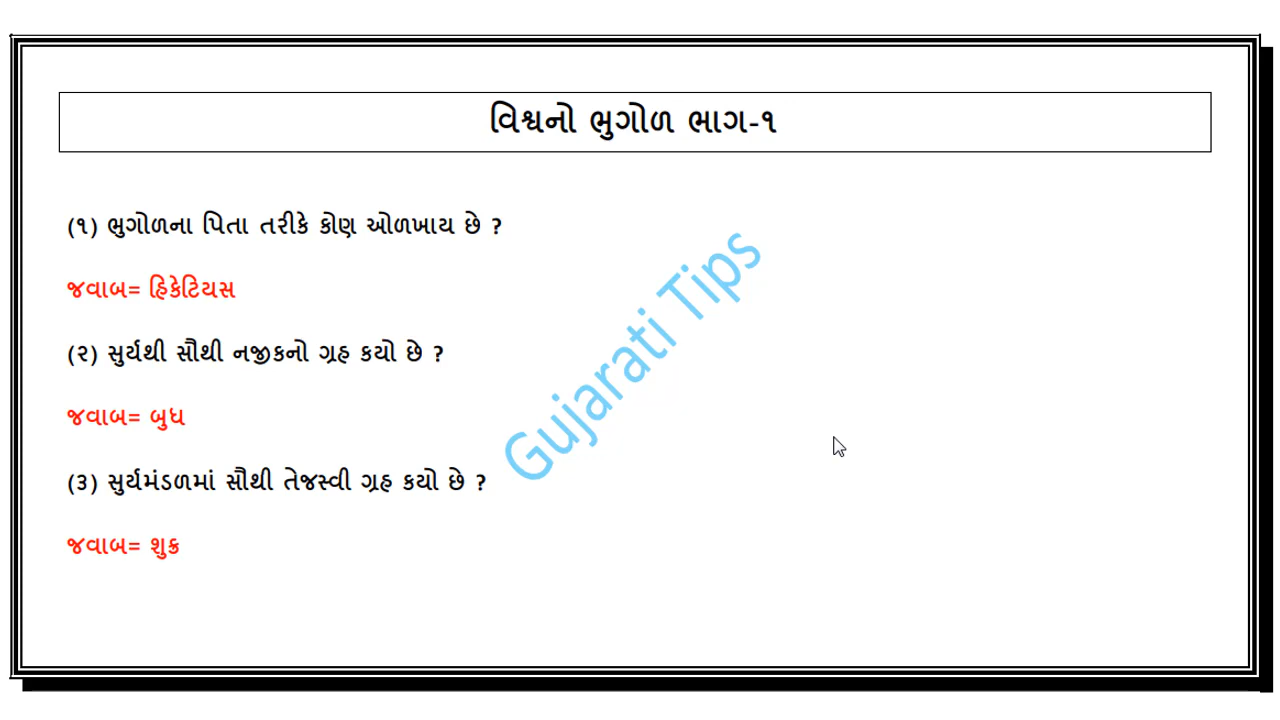 વિશ્વનો ભુગોળ ભાગ-૧
(૧) ભુગોળના પિતા તરીકે કોણ ઓળખાય છે ?
જવાબ= હિકેટિયસ
(૨) સુર્યથી સૌથી નજીકનો ગ્રહ કયો છે ?
જવાબ= બુધ
(૩) સુર્યમંડળમાં સૌથી તેજસ્વી ગ્રહ કયો છે ?
જવાબ= શુક્ર
Gujarati Tips